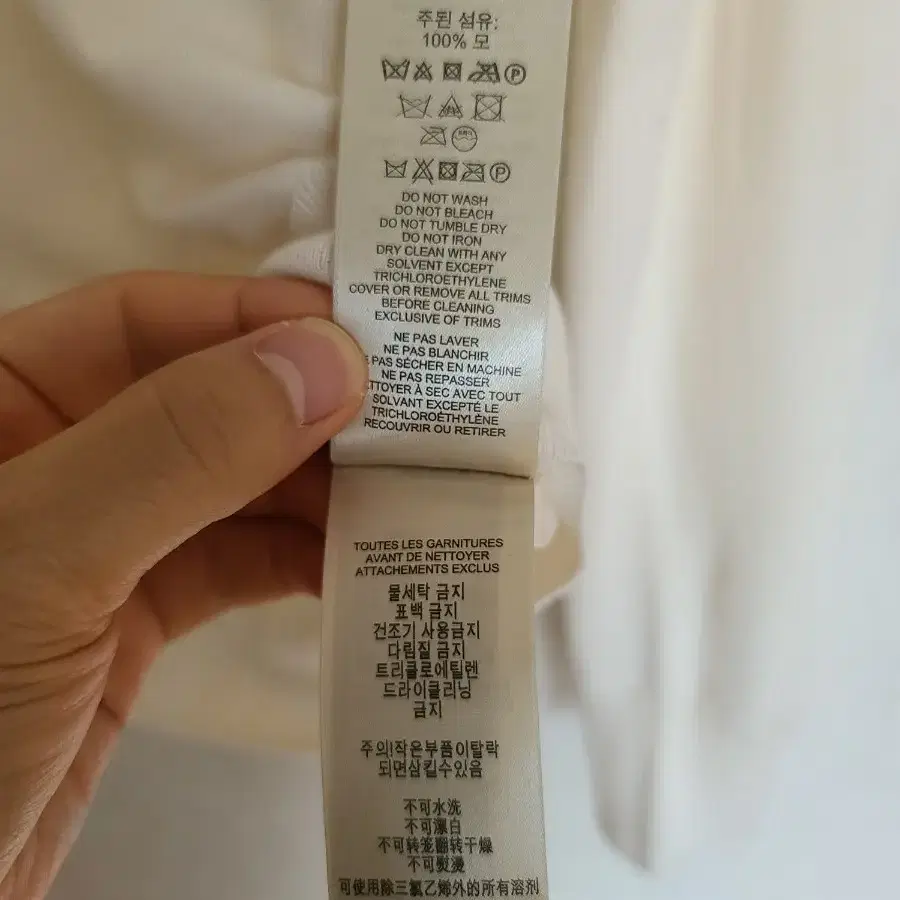 주된 섬유:
100% 모
DO NOT WASH
DO NOT BLEACH
DO NOT TUMBLE DRY
DO NOT IRON
DRY CLEAN WITH ANY
SOLVENT EXCEPT
TRICHLOROETHYLENE
COVER OR REMOVE ALL TRIMS
BEFORE CLEANING
EXCLUSIVE OF TRIMS
NE PAS LAVER
NE PAS BLANCHIR
PAS SÉCHER EN MACHINE
NE PAS REPASSER
TTOYER À SEC AVEC TOUT
SOLVANT EXCEPTÉ LE
TRICHLOROÉTHYLÈNE
RECOUVRIR OU RETIRER
TOUTES LES GARNITURES
AVANT DE NETTOYER
ATTACHEMENTS EXCLUS
물세탁 금지
표백 금지
건조기 사용금지
다림질 금지
트리클로에틸렌
드라이클리닝
금지
주의!작은부품이탈락
되면삼킬수있음
不可水洗
不可漂白
不可转笼翻转干燥
不可熨烫
可使用除三氯乙烯外的所有溶剂